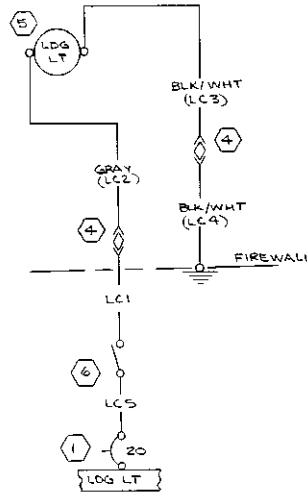 5
LDG
LT
BLK/WHT
(LC3)
4
GRAY
(LC2)
BLK/WHT
(LC4)
4
FIREWALL
LC1
6
LC5
1
20
LDG LT